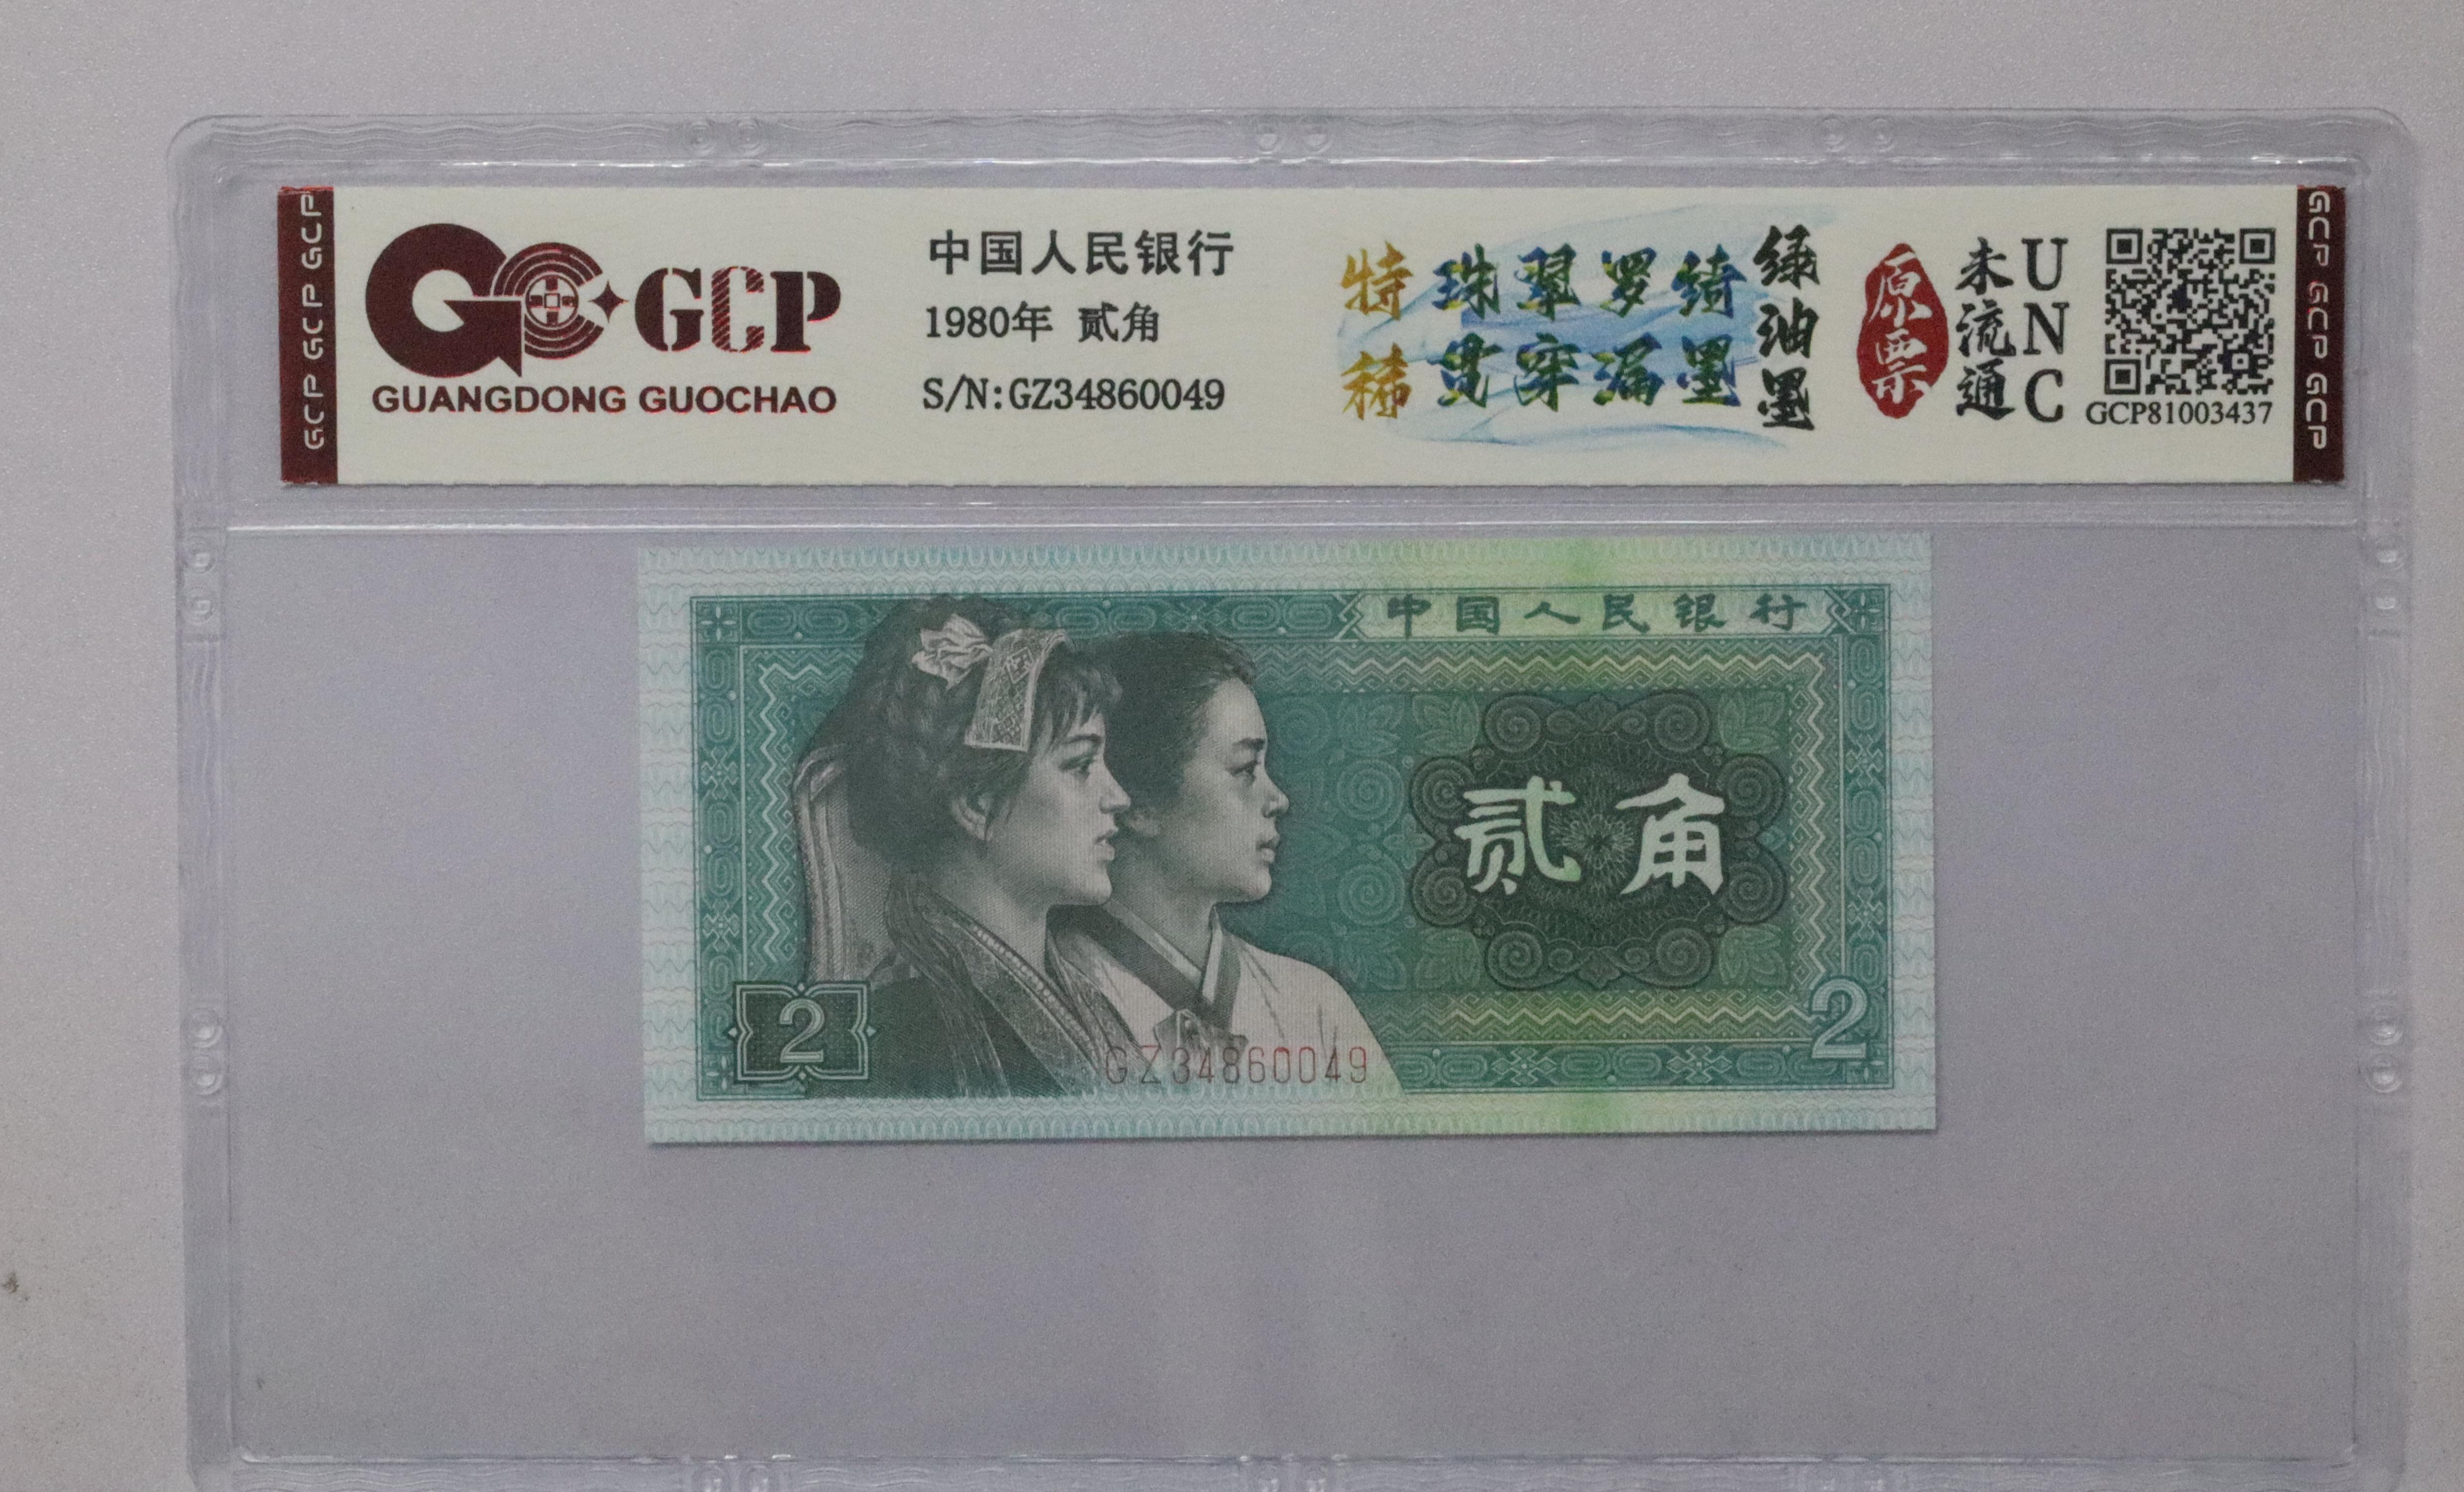 GCP GCP GCP
GCP
GUANGDONG GUOCHAO
中国人民银行
1980年 贰角
S/N:GZ34860049
特稀
珠翠罗绮
贯穿漏墨
绿油墨
原票
未流通
UNC
GCP81003437
GCP GCP GCP
中国人民银行
贰角
2
2
GZ34860049